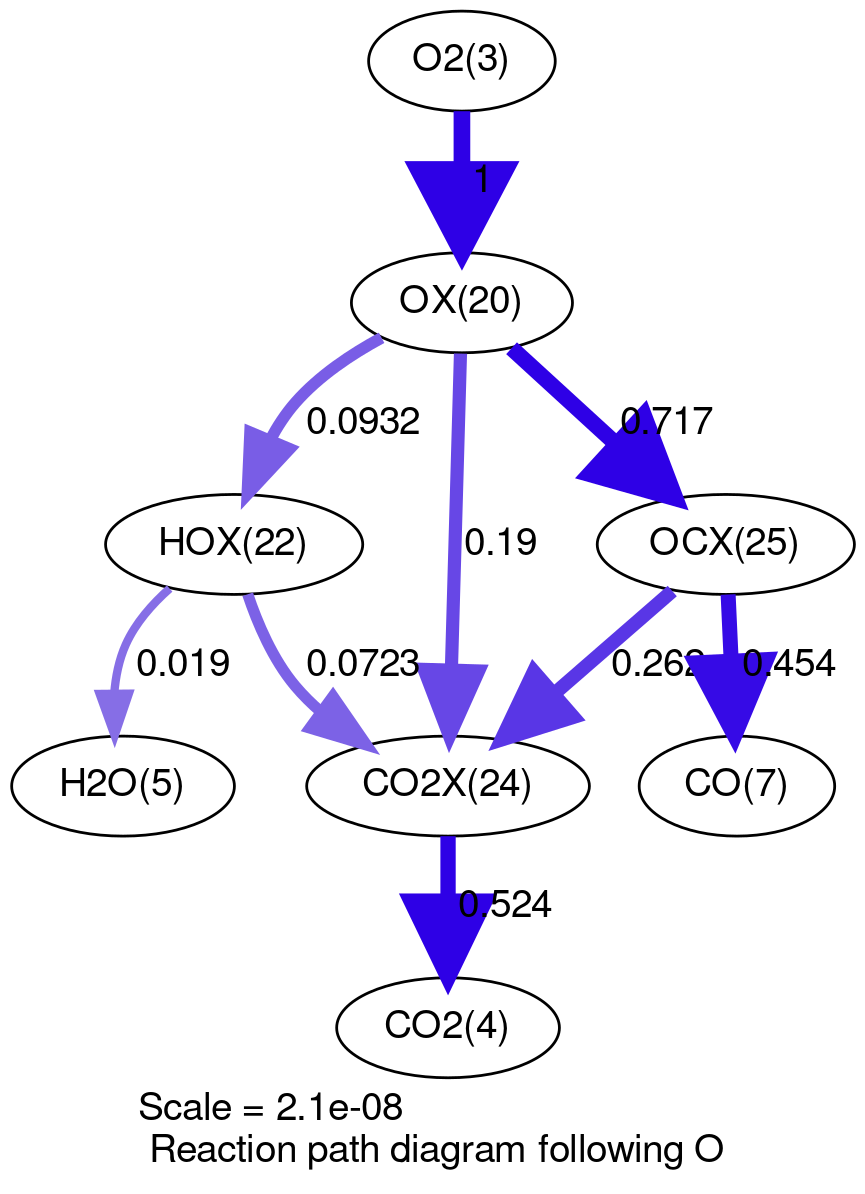 O2(3)
1
OX(20)
0.0932
0.717
0.19
HOX(22)
OCX(25)
0.019
0.0723
0.262
0.454
H2O(5)
CO2X(24)
CO(7)
0.524
CO2(4)
Scale = 2.1e-08
Reaction path diagram following O